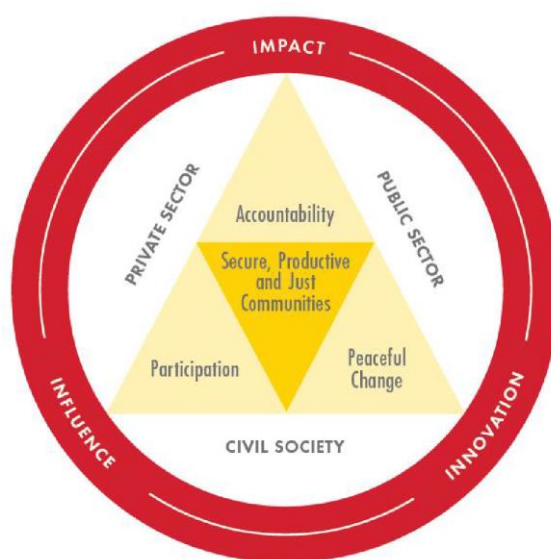 IMPACT
PRIVATE SECTOR
PUBLIC SECTOR
Accountability
Secure, Productive
and Just
Communities
Participation
Peaceful
Change
CIVIL SOCIETY
INFLUENCE
INNOVATION